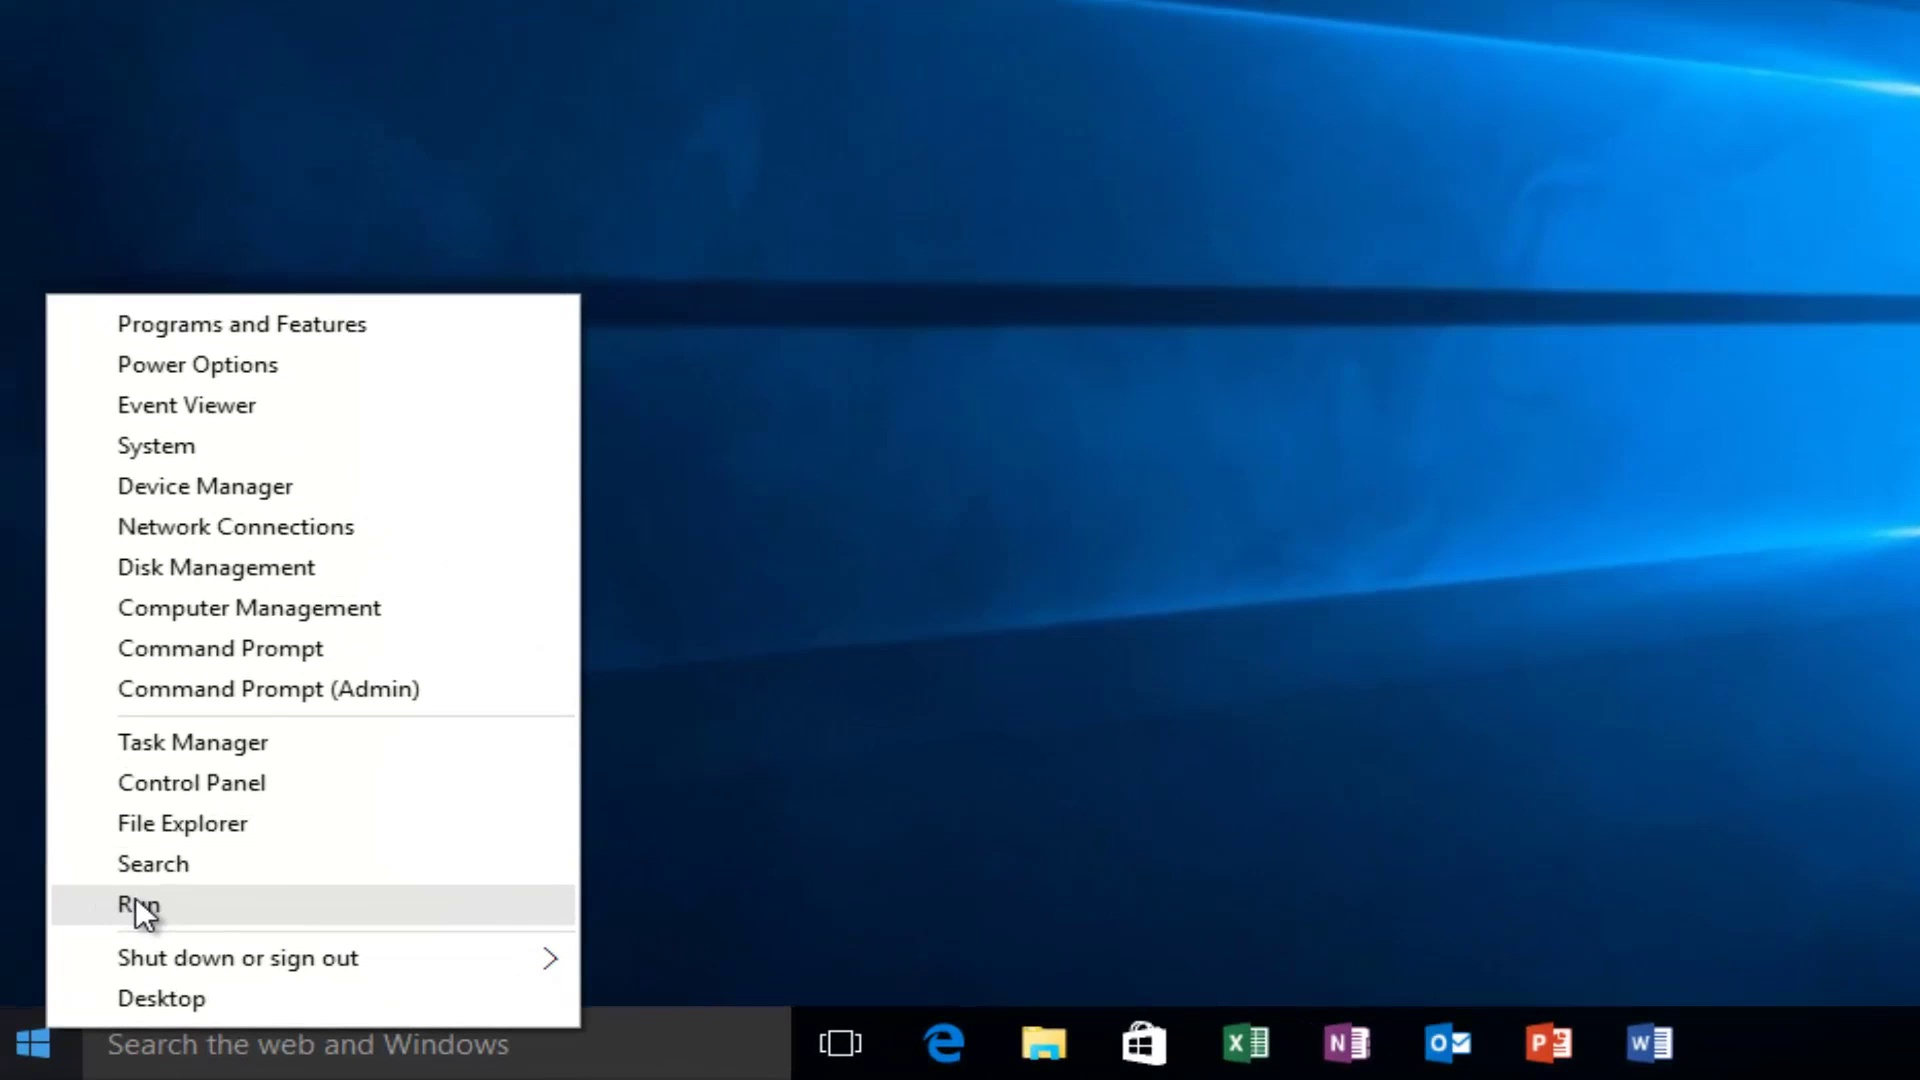 Programs and Features
Power Options
Event Viewer
System
Device Manager
Network Connections
Disk Management
Computer Management
Command Prompt
Command Prompt (Admin)
Task Manager
Control Panel
File Explorer
Search
Run
Shut down or sign out
Desktop
Search the web and Windows